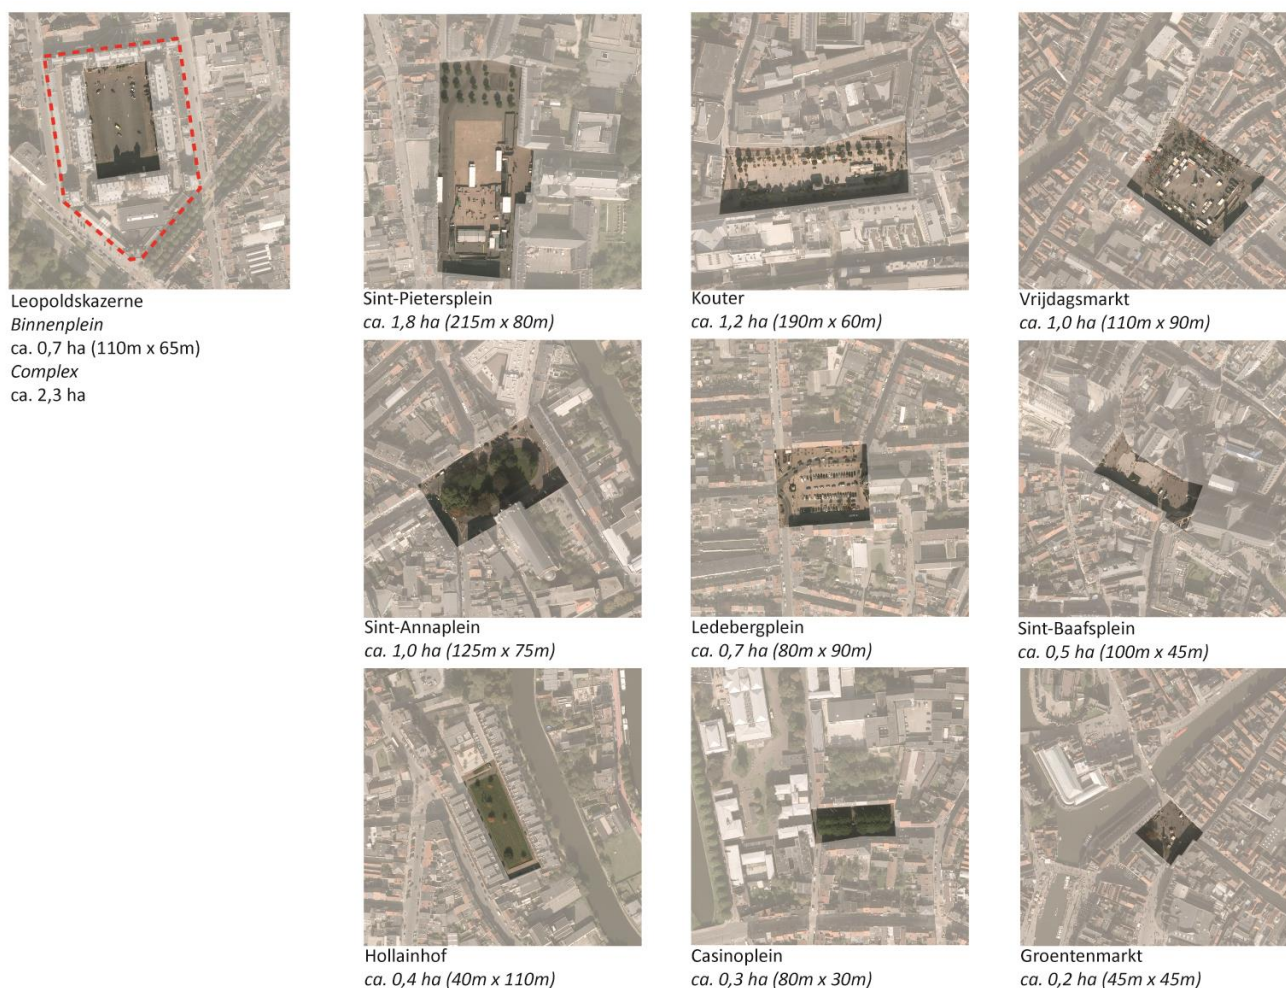 Leopoldskazerne
Binnenplein
ca. 0,7 ha (110m x 65m)
Complex
ca. 2,3 ha
Sint-Pietersplein
ca. 1,8 ha (215m x 80m)
Kouter
ca. 1,2 ha (190m x 60m)
Vrijdagsmarkt
ca. 1,0 ha (110m x 90m)
Sint-Annaplein
ca. 1,0 ha (125m x 75m)
Ledebergplein
ca. 0,7 ha (80m x 90m)
Sint-Baafsplein
ca. 0,5 ha (100m x 45m)
Hollainhof
ca. 0,4 ha (40m x 110m)
Casinoplein
ca. 0,3 ha (80m x 30m)
Groentenmarkt
ca. 0,2 ha (45m x 45m)